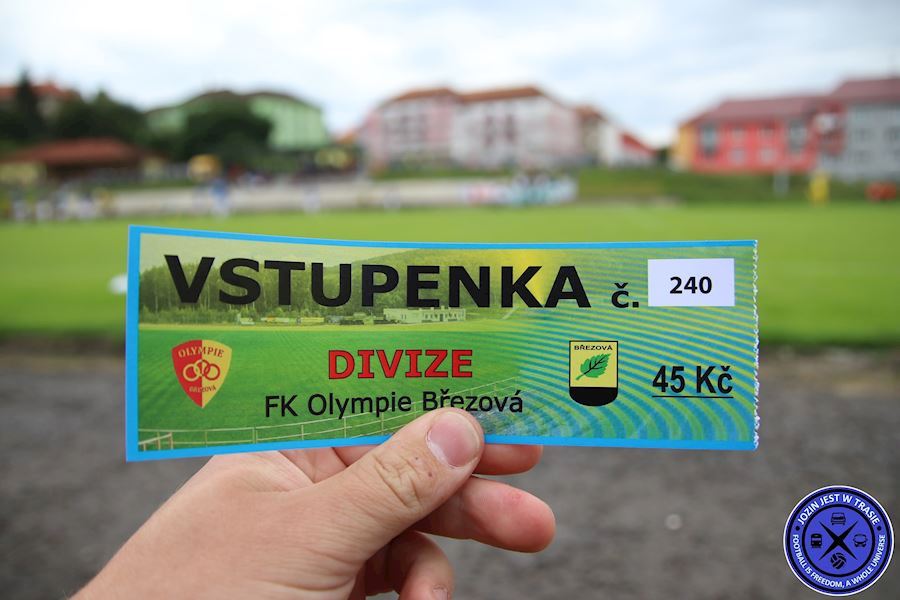 VSTUPENKA č. 240
OLYMPIE
BŘEZOVÁ
DIVIZE
BŘEZOVÁ
FK Olympie Březová
45 Kč
JOZIN JEST W TRASIE
FOOTBALL IS FREEDOM, A WHOLE UNIVERSE